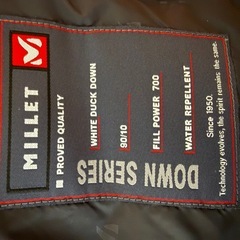 MILLET
PROVED QUALITY
WHITE DUCK DOWN
90/10
FILL POWER 700
WATER REPELLENT
DOWN SERIES
Since 1950.
Technology evolves, the spirit remains the same.